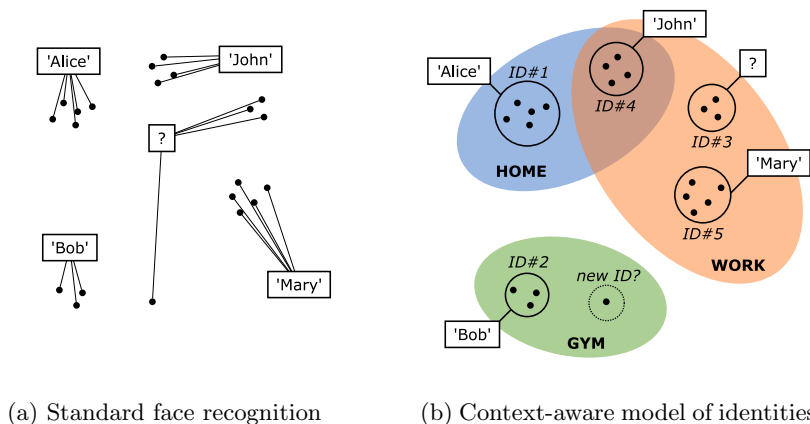 'Alice'
'John'
?
'Bob'
'Mary'
(a) Standard face recognition
'John'
'Alice'
ID#1
?
ID#4
ID#3
HOME
'Mary'
ID#5
WORK
ID#2
new ID?
'Bob'
GYM
(b) Context-aware model of identities